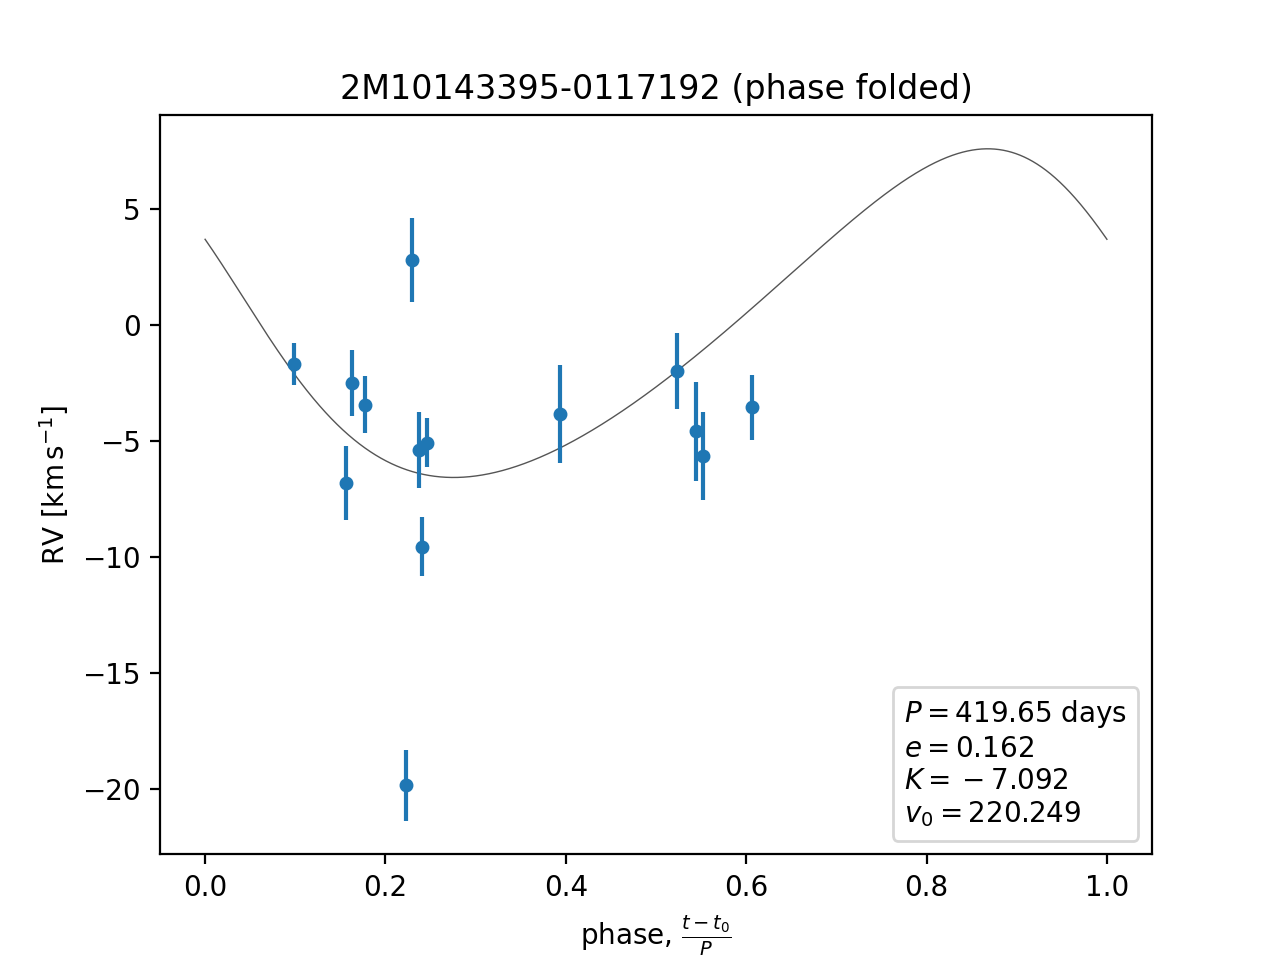 2M10143395-0117192 (phase folded)
RV [km s⁻¹]
5
0
−5
−10
−15
−20
P = 419.65 days
e = 0.162
K = −7.092
v₀ = 220.249
0.0 0.2 0.4 0.6 0.8 1.0
phase, (t − t₀)/P